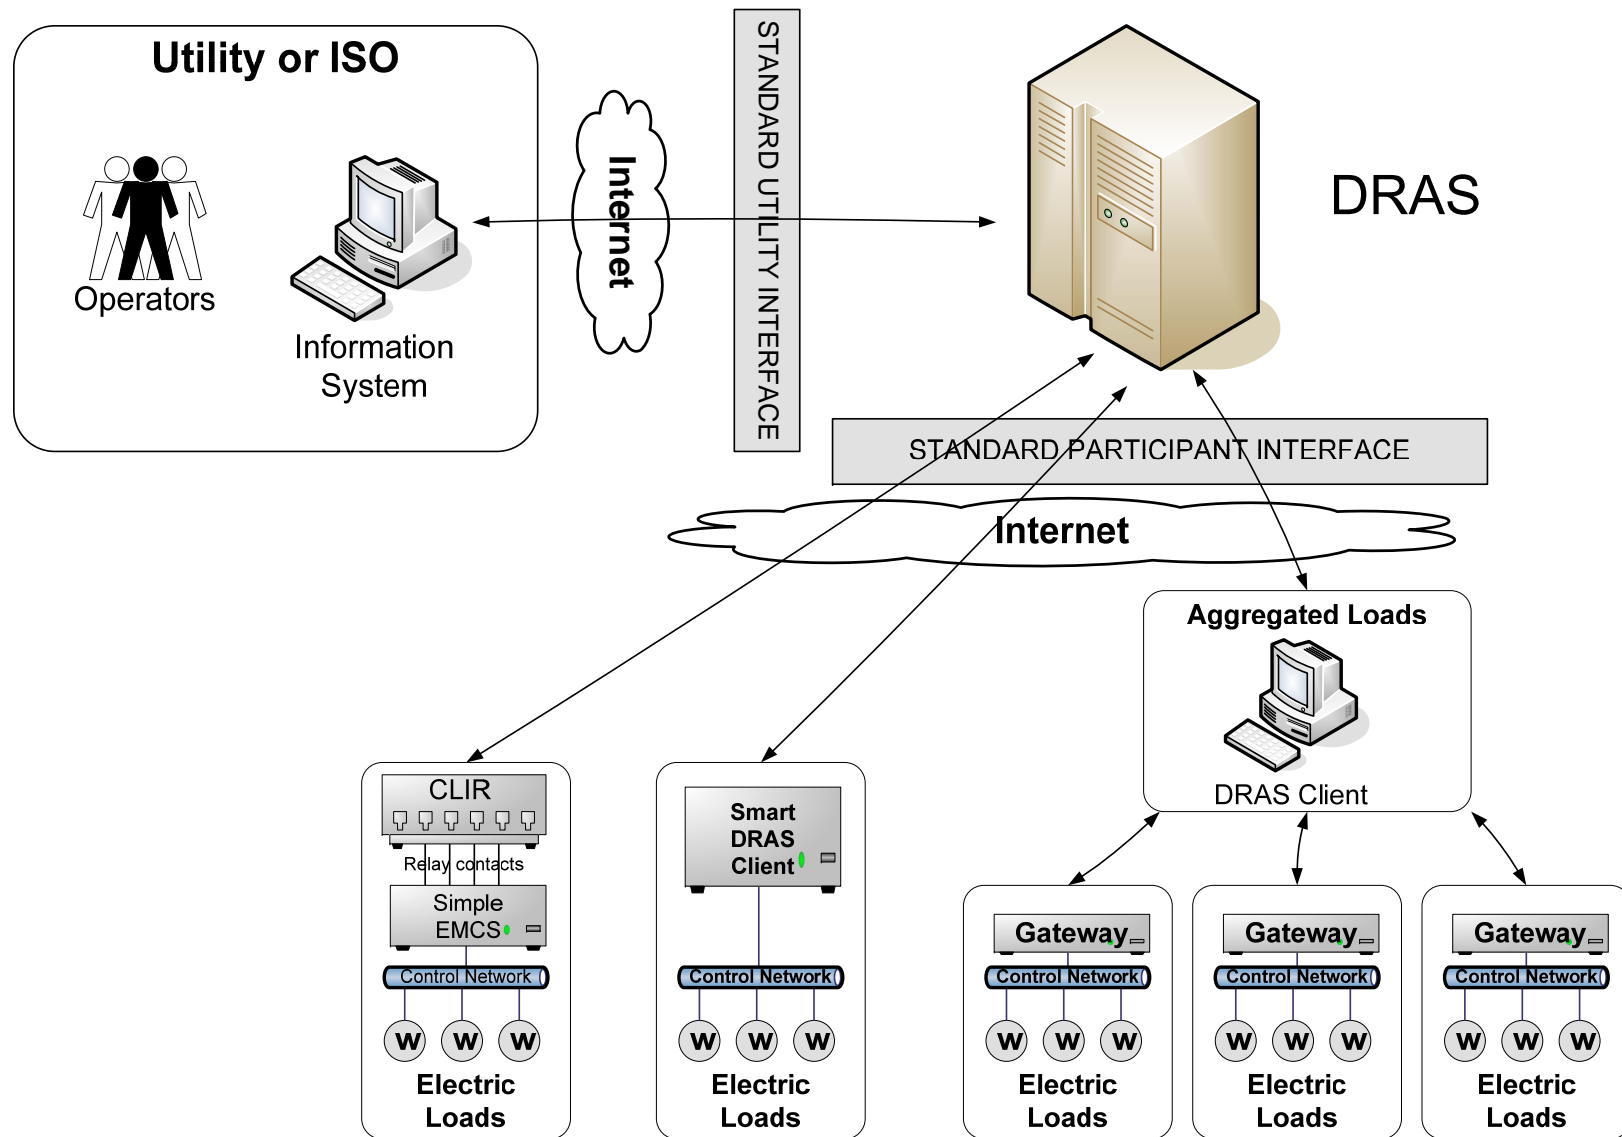 Utility or ISO
Operators
Information
System
Internet
STANDARD UTILITY INTERFACE
DRAS
STANDARD PARTICIPANT INTERFACE
Internet
Aggregated Loads
DRAS Client
CLIR
Relay contacts
Simple
EMCS
Control Network
W W W
Electric
Loads
Smart
DRAS
Client
Control Network
W W W
Electric
Loads
Gateway
Control Network
W W W
Electric
Loads
Gateway
Control Network
W W W
Electric
Loads
Gateway
Control Network
W W W
Electric
Loads